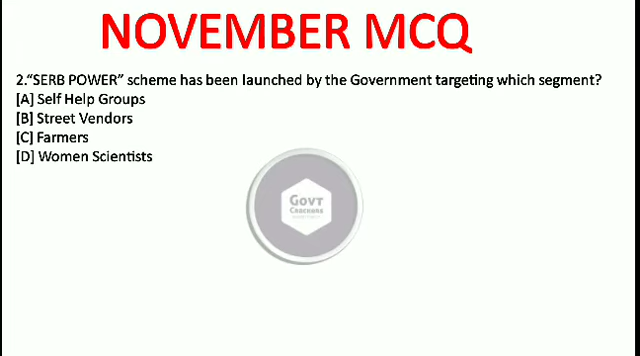 NOVEMBER MCQ
2.“SERB POWER” scheme has been launched by the Government targeting which segment?
[A] Self Help Groups
[B] Street Vendors
[C] Farmers
[D] Women Scientists
GOVT
CRACKERS